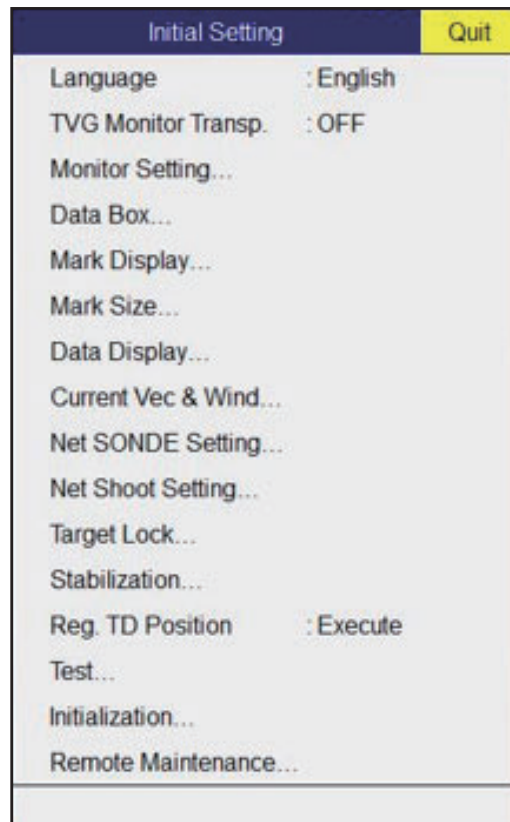 Initial Setting Quit
Language : English
TVG Monitor Transp. : OFF
Monitor Setting...
Data Box...
Mark Display...
Mark Size...
Data Display...
Current Vec & Wind...
Net SONDE Setting...
Net Shoot Setting...
Target Lock...
Stabilization...
Reg. TD Position : Execute
Test...
Initialization...
Remote Maintenance...